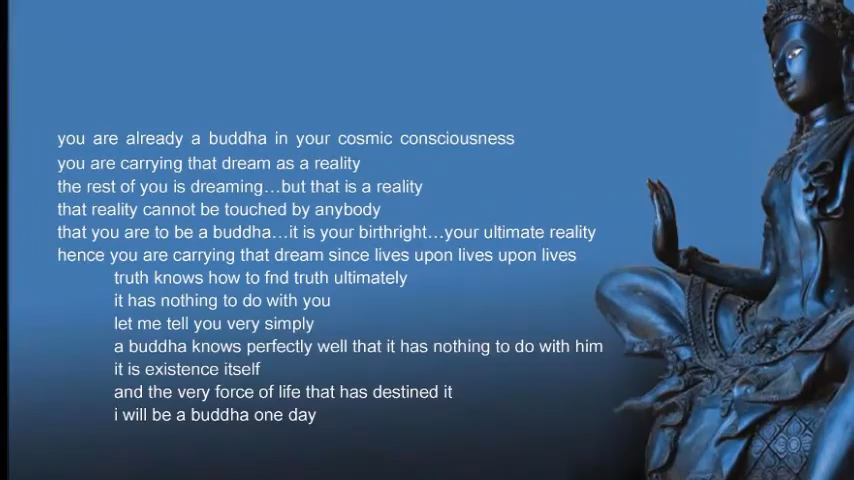 you are already a buddha in your cosmic consciousness
you are carrying that dream as a reality
the rest of you is dreaming...but that is a reality
that reality cannot be touched by anybody
that you are to be a buddha...it is your birthright...your ultimate reality
hence you are carrying that dream since lives upon lives upon lives
truth knows how to fnd truth ultimately
it has nothing to do with you
let me tell you very simply
a buddha knows perfectly well that it has nothing to do with him
it is existence itself
and the very force of life that has destined it
i will be a buddha one day